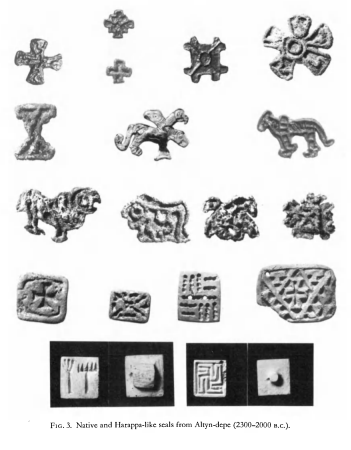 FIG. 3. Native and Harappa-like seals from Altyn-depe (2300–2000 B.C.).